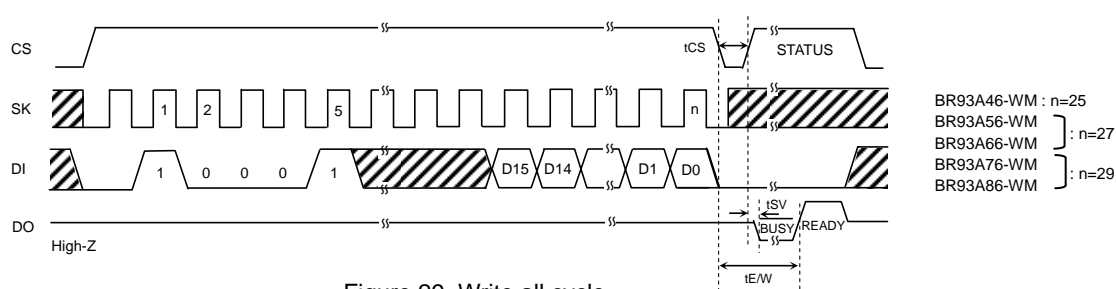 CS
tCS
STATUS
SK
1 2 5 n
DI
1 0 0 0 1 D15 D14 D1 D0
DO
High-Z
tSV
BUSY READY
tE/W
BR93A46-WM : n=25
BR93A56-WM
BR93A66-WM
: n=27
BR93A76-WM
BR93A86-WM
: n=29